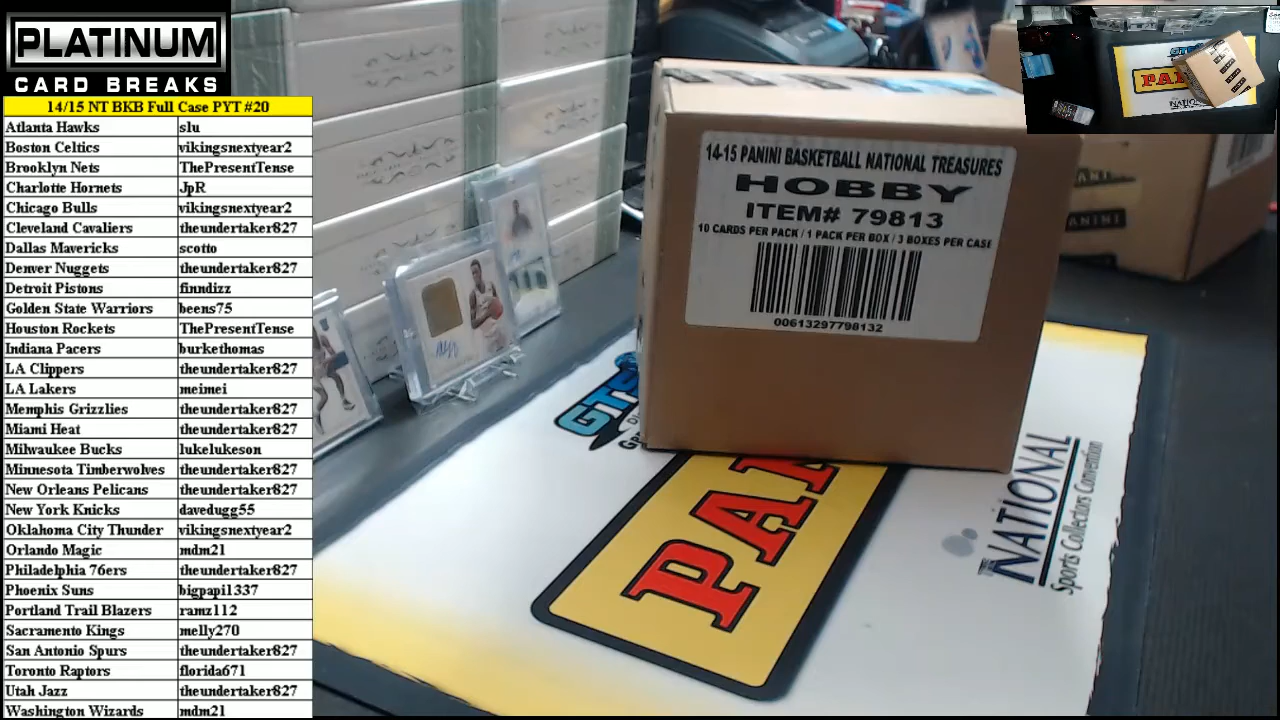 PLATINUM
CARD BREAKS
14/15 NT BKB Full Case PYT #20
Atlanta Hawks slu
Boston Celtics vikingsnextyear2
Brooklyn Nets ThePresentTense
Charlotte Hornets JpR
Chicago Bulls vikingsnextyear2
Cleveland Cavaliers theundertaker827
Dallas Mavericks scotto
Denver Nuggets theundertaker827
Detroit Pistons finndizz
Golden State Warriors beens75
Houston Rockets ThePresentTense
Indiana Pacers burkethomas
LA Clippers theundertaker827
LA Lakers meimei
Memphis Grizzlies theundertaker827
Miami Heat theundertaker827
Milwaukee Bucks lukelukeson
Minnesota Timberwolves theundertaker827
New Orleans Pelicans theundertaker827
New York Knicks davedugg55
Oklahoma City Thunder vikingsnextyear2
Orlando Magic mdm21
Philadelphia 76ers theundertaker827
Phoenix Suns bigpapi1337
Portland Trail Blazers ramz112
Sacramento Kings melly270
San Antonio Spurs theundertaker827
Toronto Raptors florida671
Utah Jazz theundertaker827
Washington Wizards mdm21
14-15 PANINI BASKETBALL NATIONAL TREASURES
HOBBY
ITEM# 79813
10 CARDS PER PACK / 1 PACK PER BOX / 3 BOXES PER CASE
00613297798132
PANINI
GTS
PAN
THE NATIONAL
Sports Collectors Convention
PA
NATION